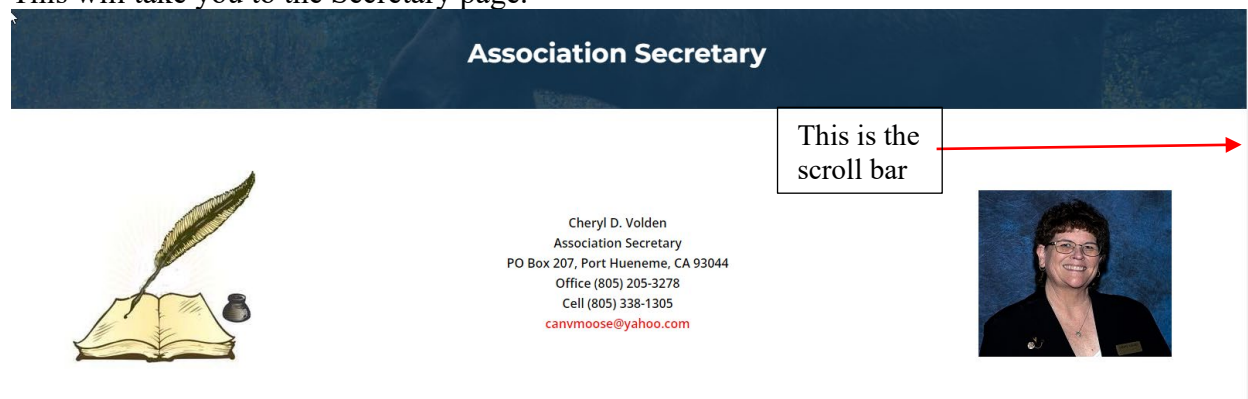 This will take you to the Secretary page.
Association Secretary
This is the
scroll bar
Cheryl D. Volden
Association Secretary
PO Box 207, Port Hueneme, CA 93044
Office (805) 205-3278
Cell (805) 338-1305
canvmoose@yahoo.com